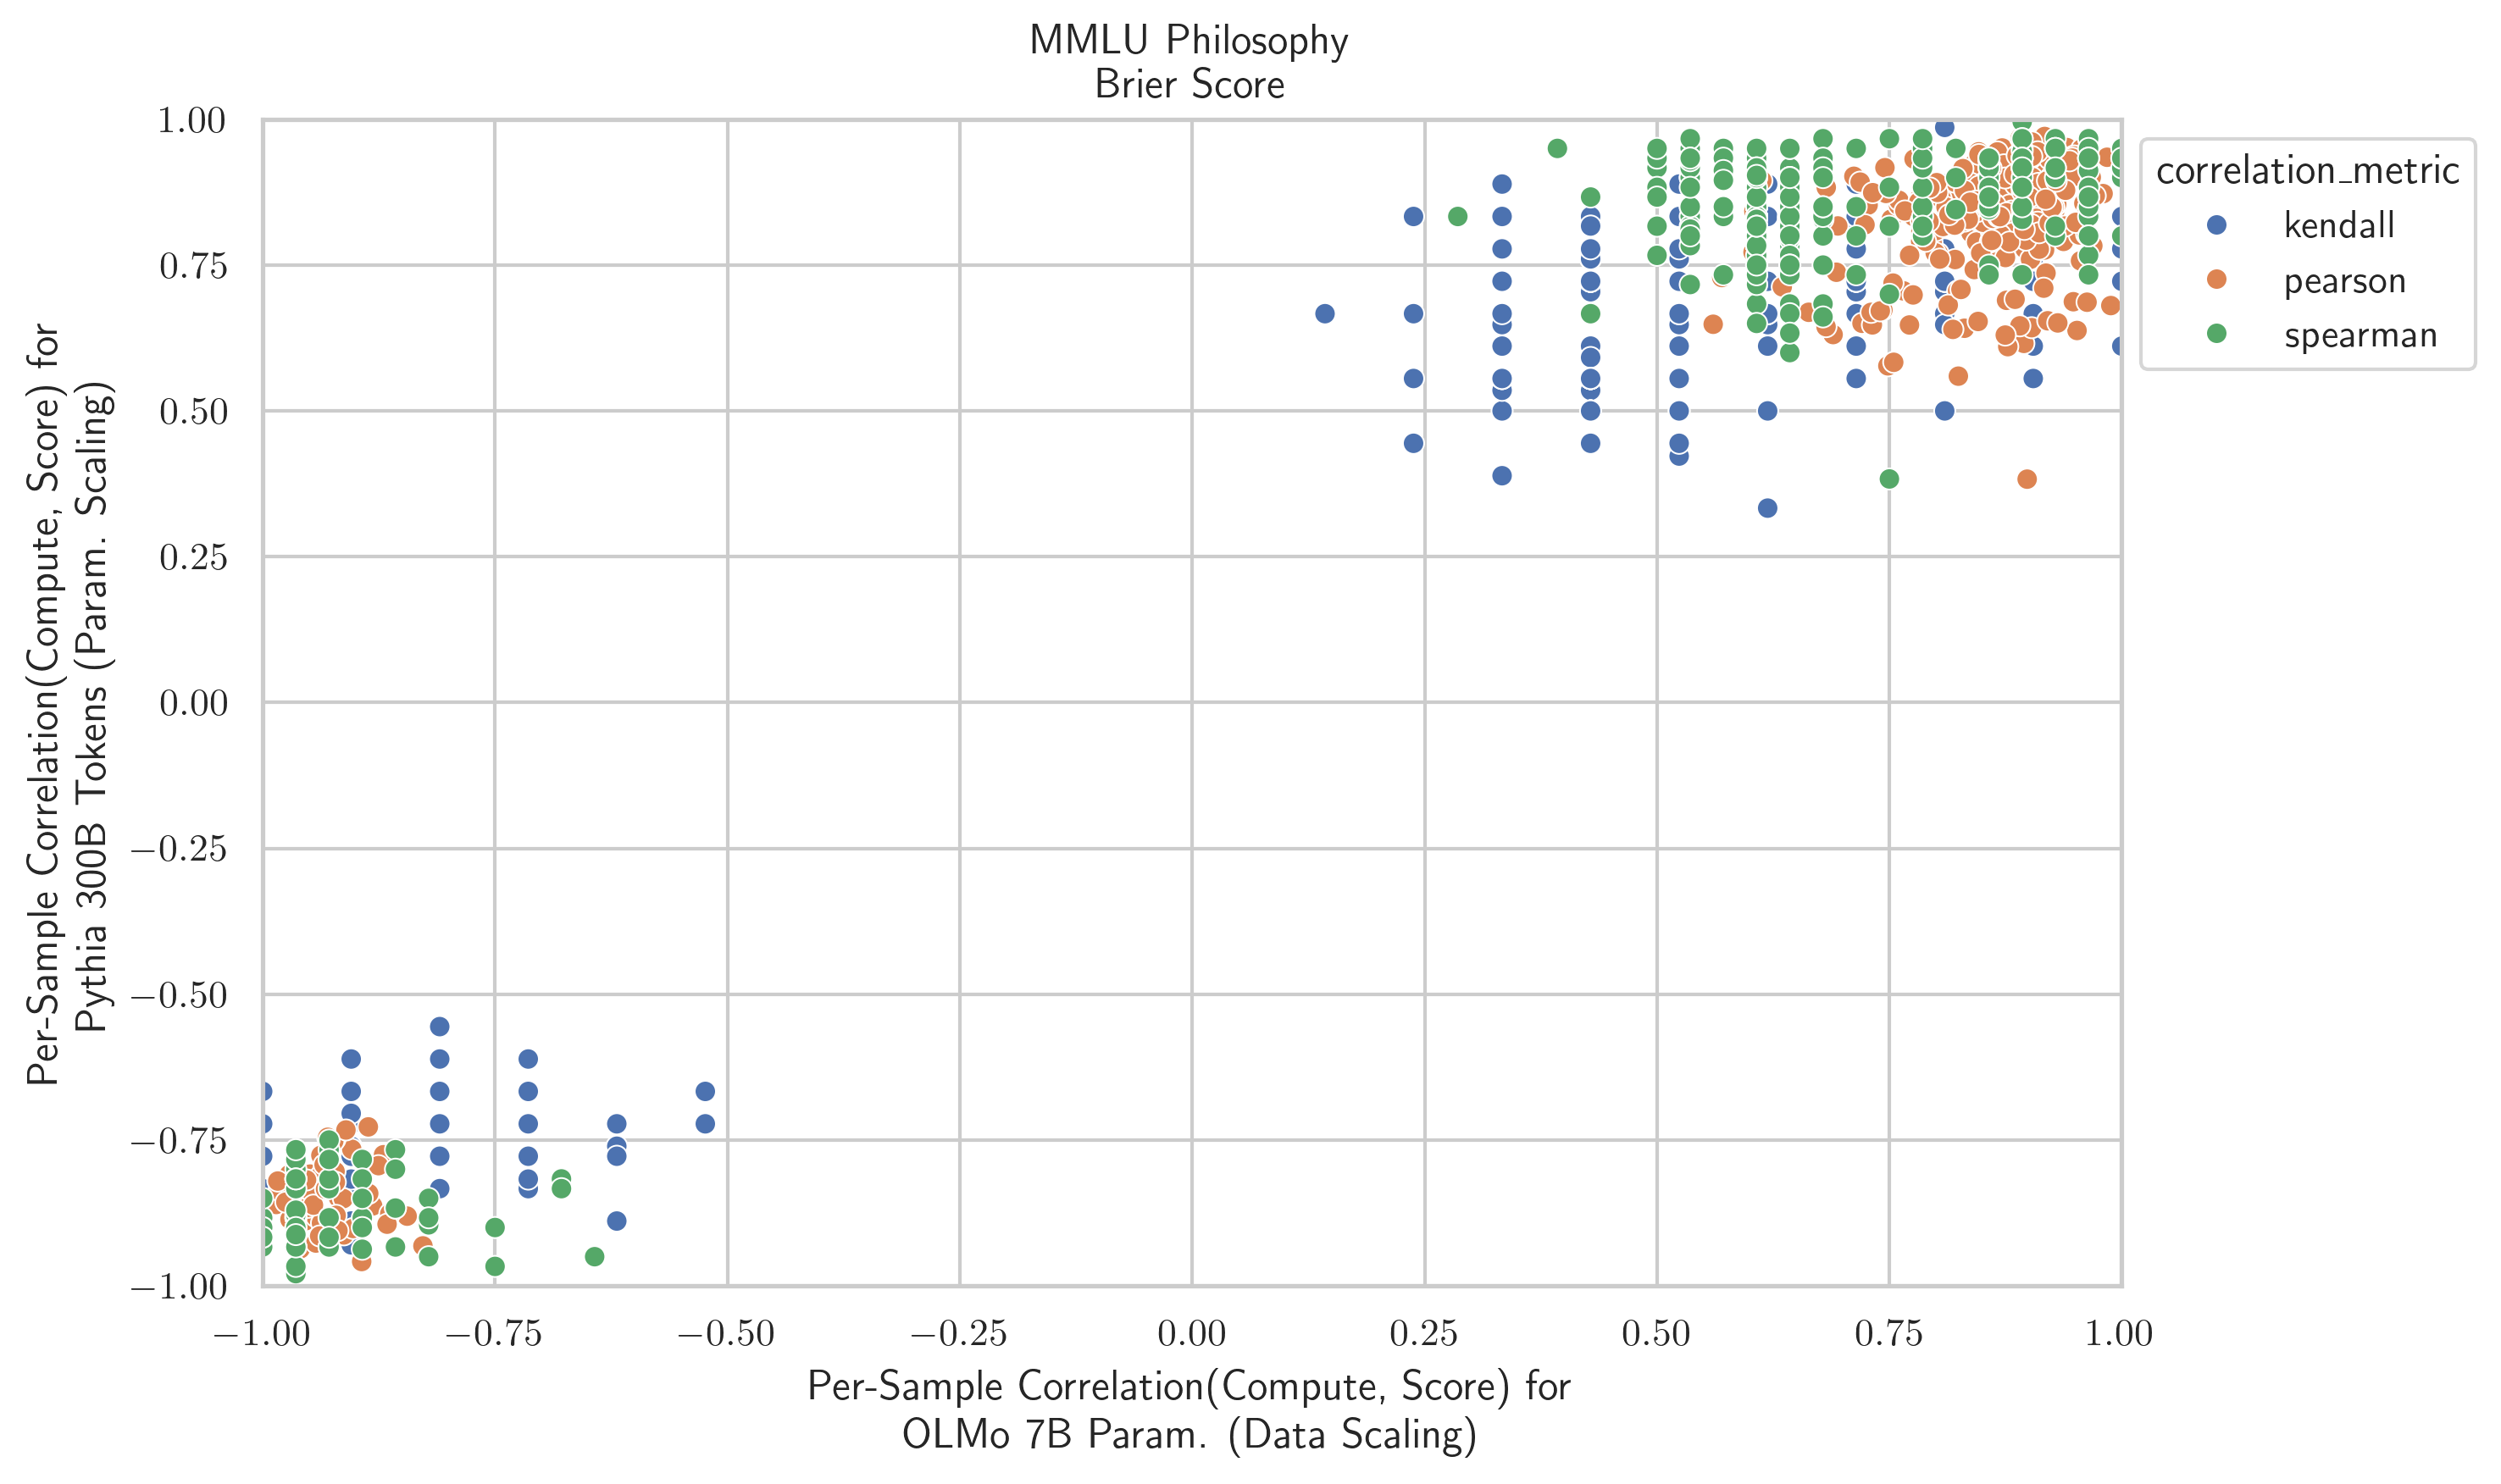 MMLU Philosophy
Brier Score
Per-Sample Correlation(Compute, Score) for
Pythia 300B Tokens (Param. Scaling)
1.00
0.75
0.50
0.25
0.00
−0.25
−0.50
−0.75
−1.00
−1.00 −0.75 −0.50 −0.25 0.00 0.25 0.50 0.75 1.00
Per-Sample Correlation(Compute, Score) for
OLMo 7B Param. (Data Scaling)
correlation_metric
kendall
pearson
spearman